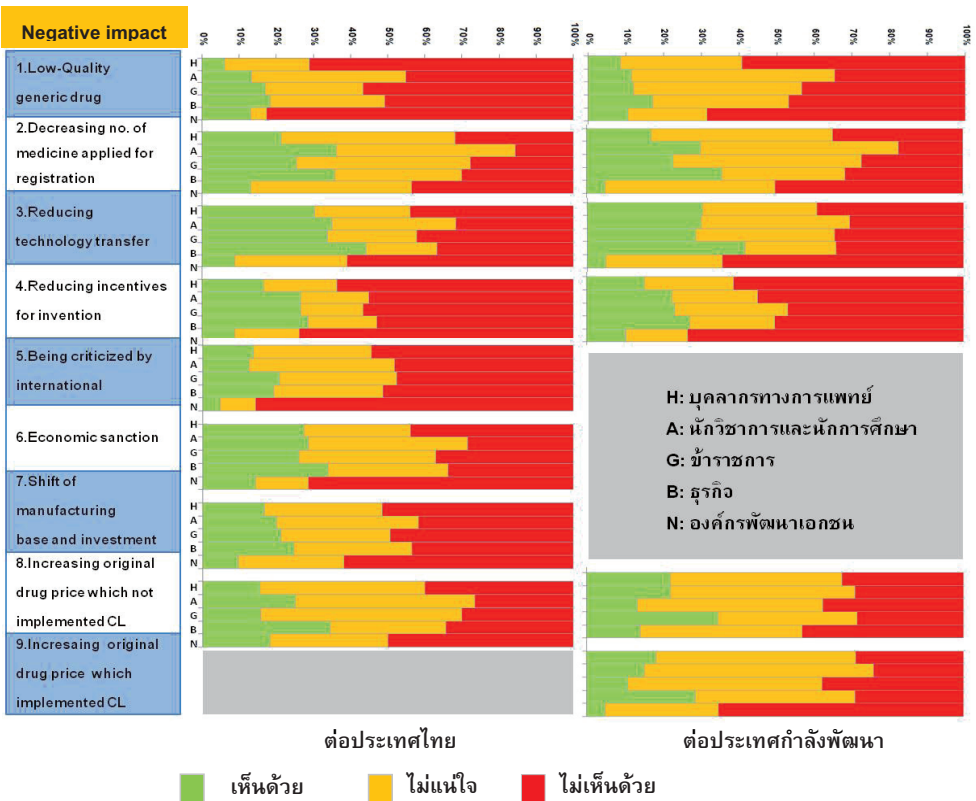 Negative impact
0% 10% 20% 30% 40% 50% 60% 70% 80% 90% 100%
0% 10% 20% 30% 40% 50% 60% 70% 80% 90% 100%
1.Low-Quality
generic drug
2.Decreasing no. of
medicine applied for
registration
3.Reducing
technology transfer
4.Reducing incentives
for invention
5.Being criticized by
international
6.Economic sanction
7.Shift of
manufacturing
base and investment
8.Increasing original
drug price which not
implemented CL
9.Incresaing original
drug price which
implemented CL
H
A
G
B
N
H
A
G
B
N
H
A
G
B
N
H
A
G
B
N
H
A
G
B
N
H
A
G
B
N
H
A
G
B
N
H
A
G
B
N
H: บุคลากรทางการแพทย์
A: นักวิชาการและนักการศึกษา
G: ข้าราชการ
B: ธุรกิจ
N: องค์กรพัฒนาเอกชน
ต่อประเทศไทย
ต่อประเทศกำลังพัฒนา
เห็นด้วย ไม่แน่ใจ ไม่เห็นด้วย